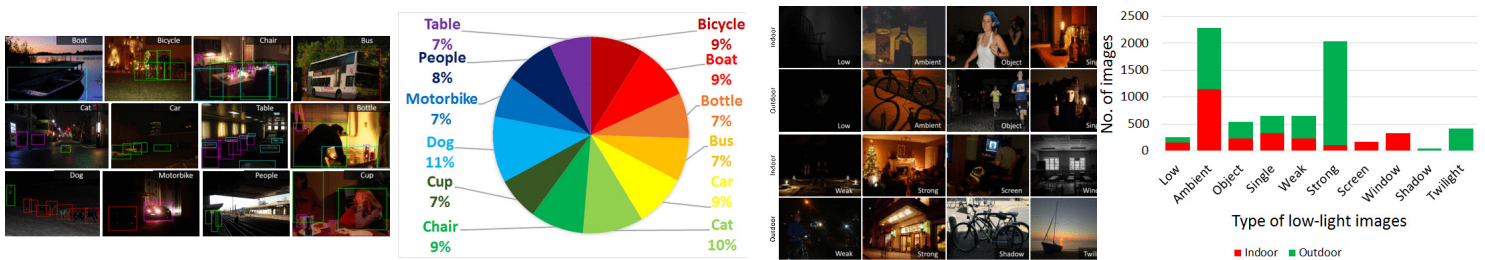 Boat
Bicycle
Chair
Bus
Cat
Car
Table
Bottle
Dog
Motorbike
People
Cup
Table
7%
People
8%
Motorbike
7%
Dog
11%
Cup
7%
Chair
9%
Bicycle
9%
Boat
9%
Bottle
7%
Bus
7%
Car
9%
Cat
10%
Indoor
Low
Ambient
Object
Sing
Outdoor
Low
Ambient
Object
Sing
Indoor
Weak
Strong
Screen
Wind
Outdoor
Weak
Strong
Shadow
Twili
No. of images
2500
2000
1500
1000
500
0
Low
Ambient
Object
Single
Weak
Strong
Screen
Window
Shadow
Twilight
Type of low-light images
Indoor
Outdoor